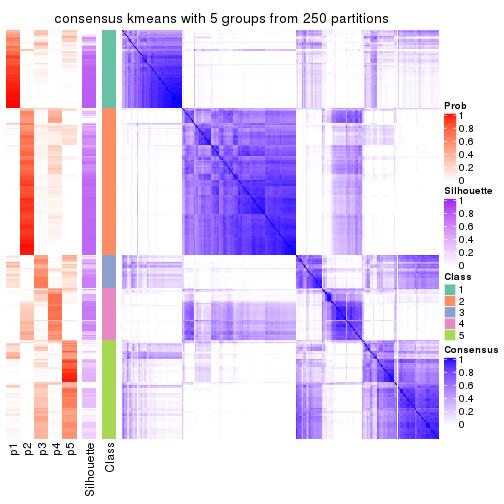 consensus kmeans with 5 groups from 250 partitions
Prob
1
0.8
0.6
0.4
0.2
0
Silhouette
1
0.8
0.6
0.4
0.2
0
Class
1
2
3
4
5
Consensus
1
0.8
0.6
0.4
0.2
0
p1
p2
p3
p4
p5
Silhouette
Class